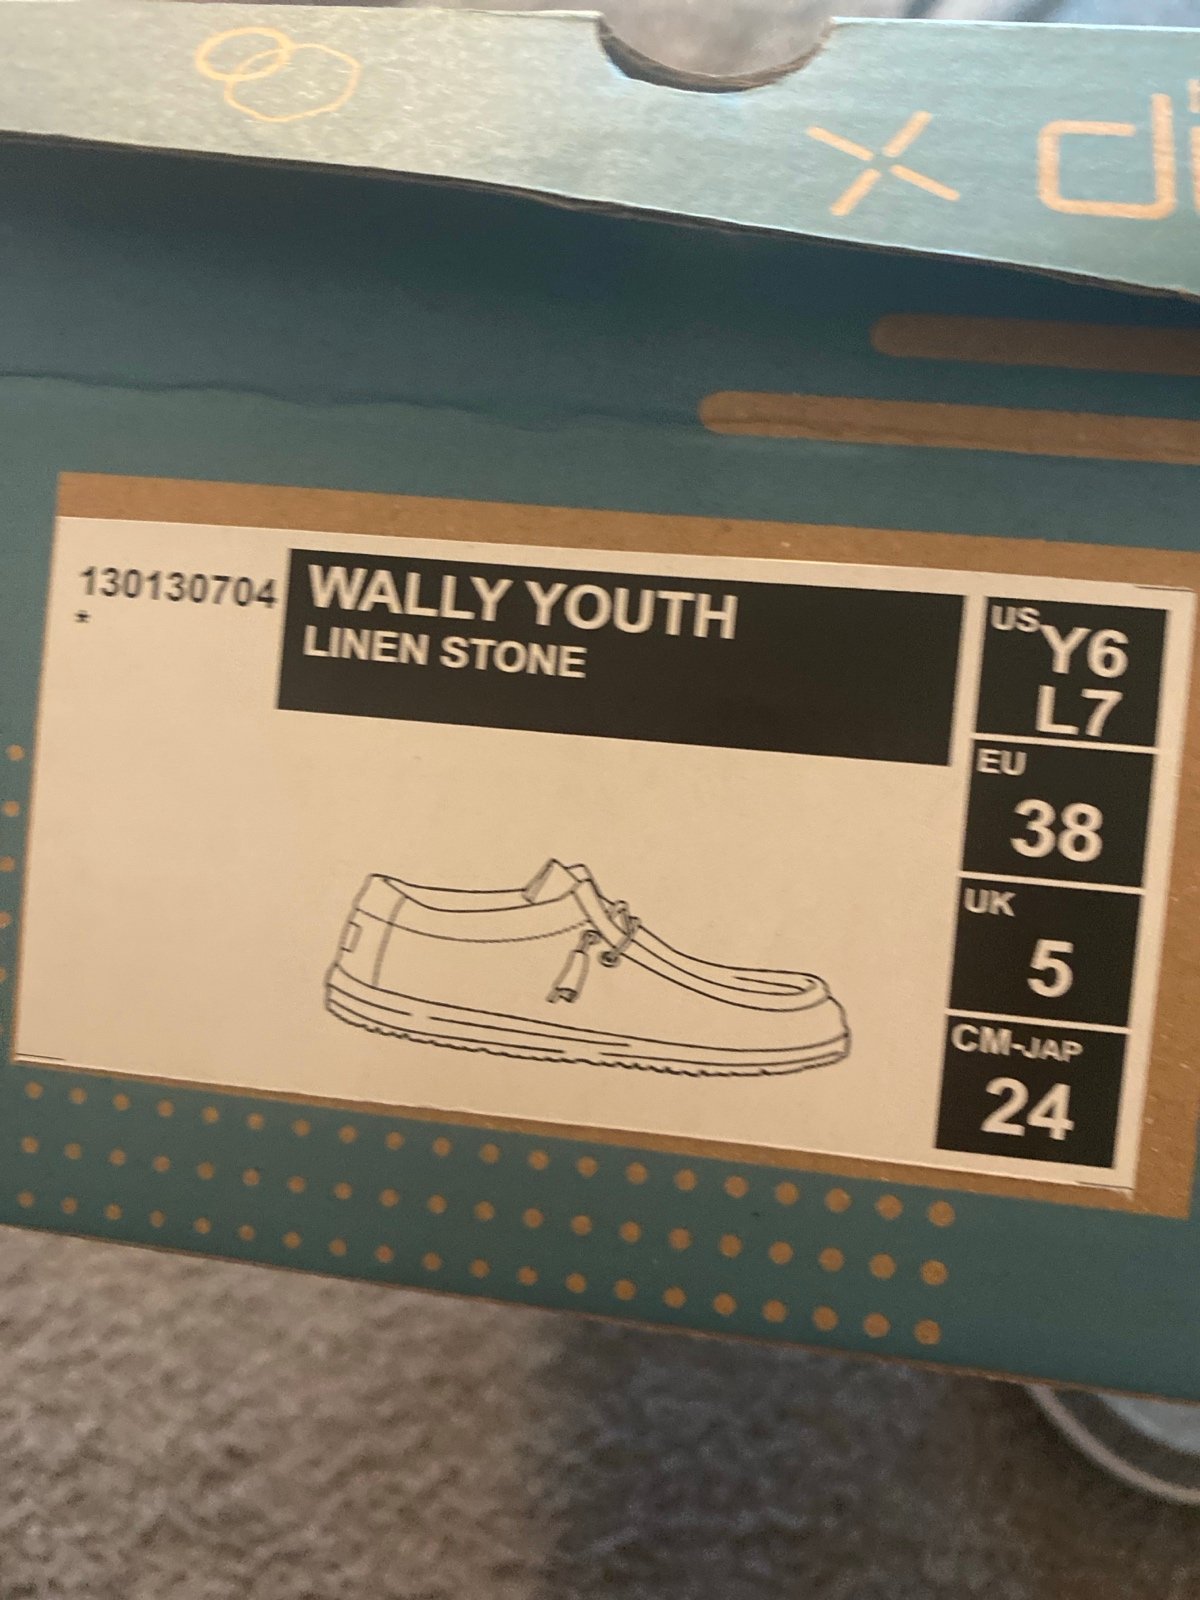 130130704
*
WALLY YOUTH
LINEN STONE
US
Y6
L7
EU
38
UK
5
CM-JAP
24